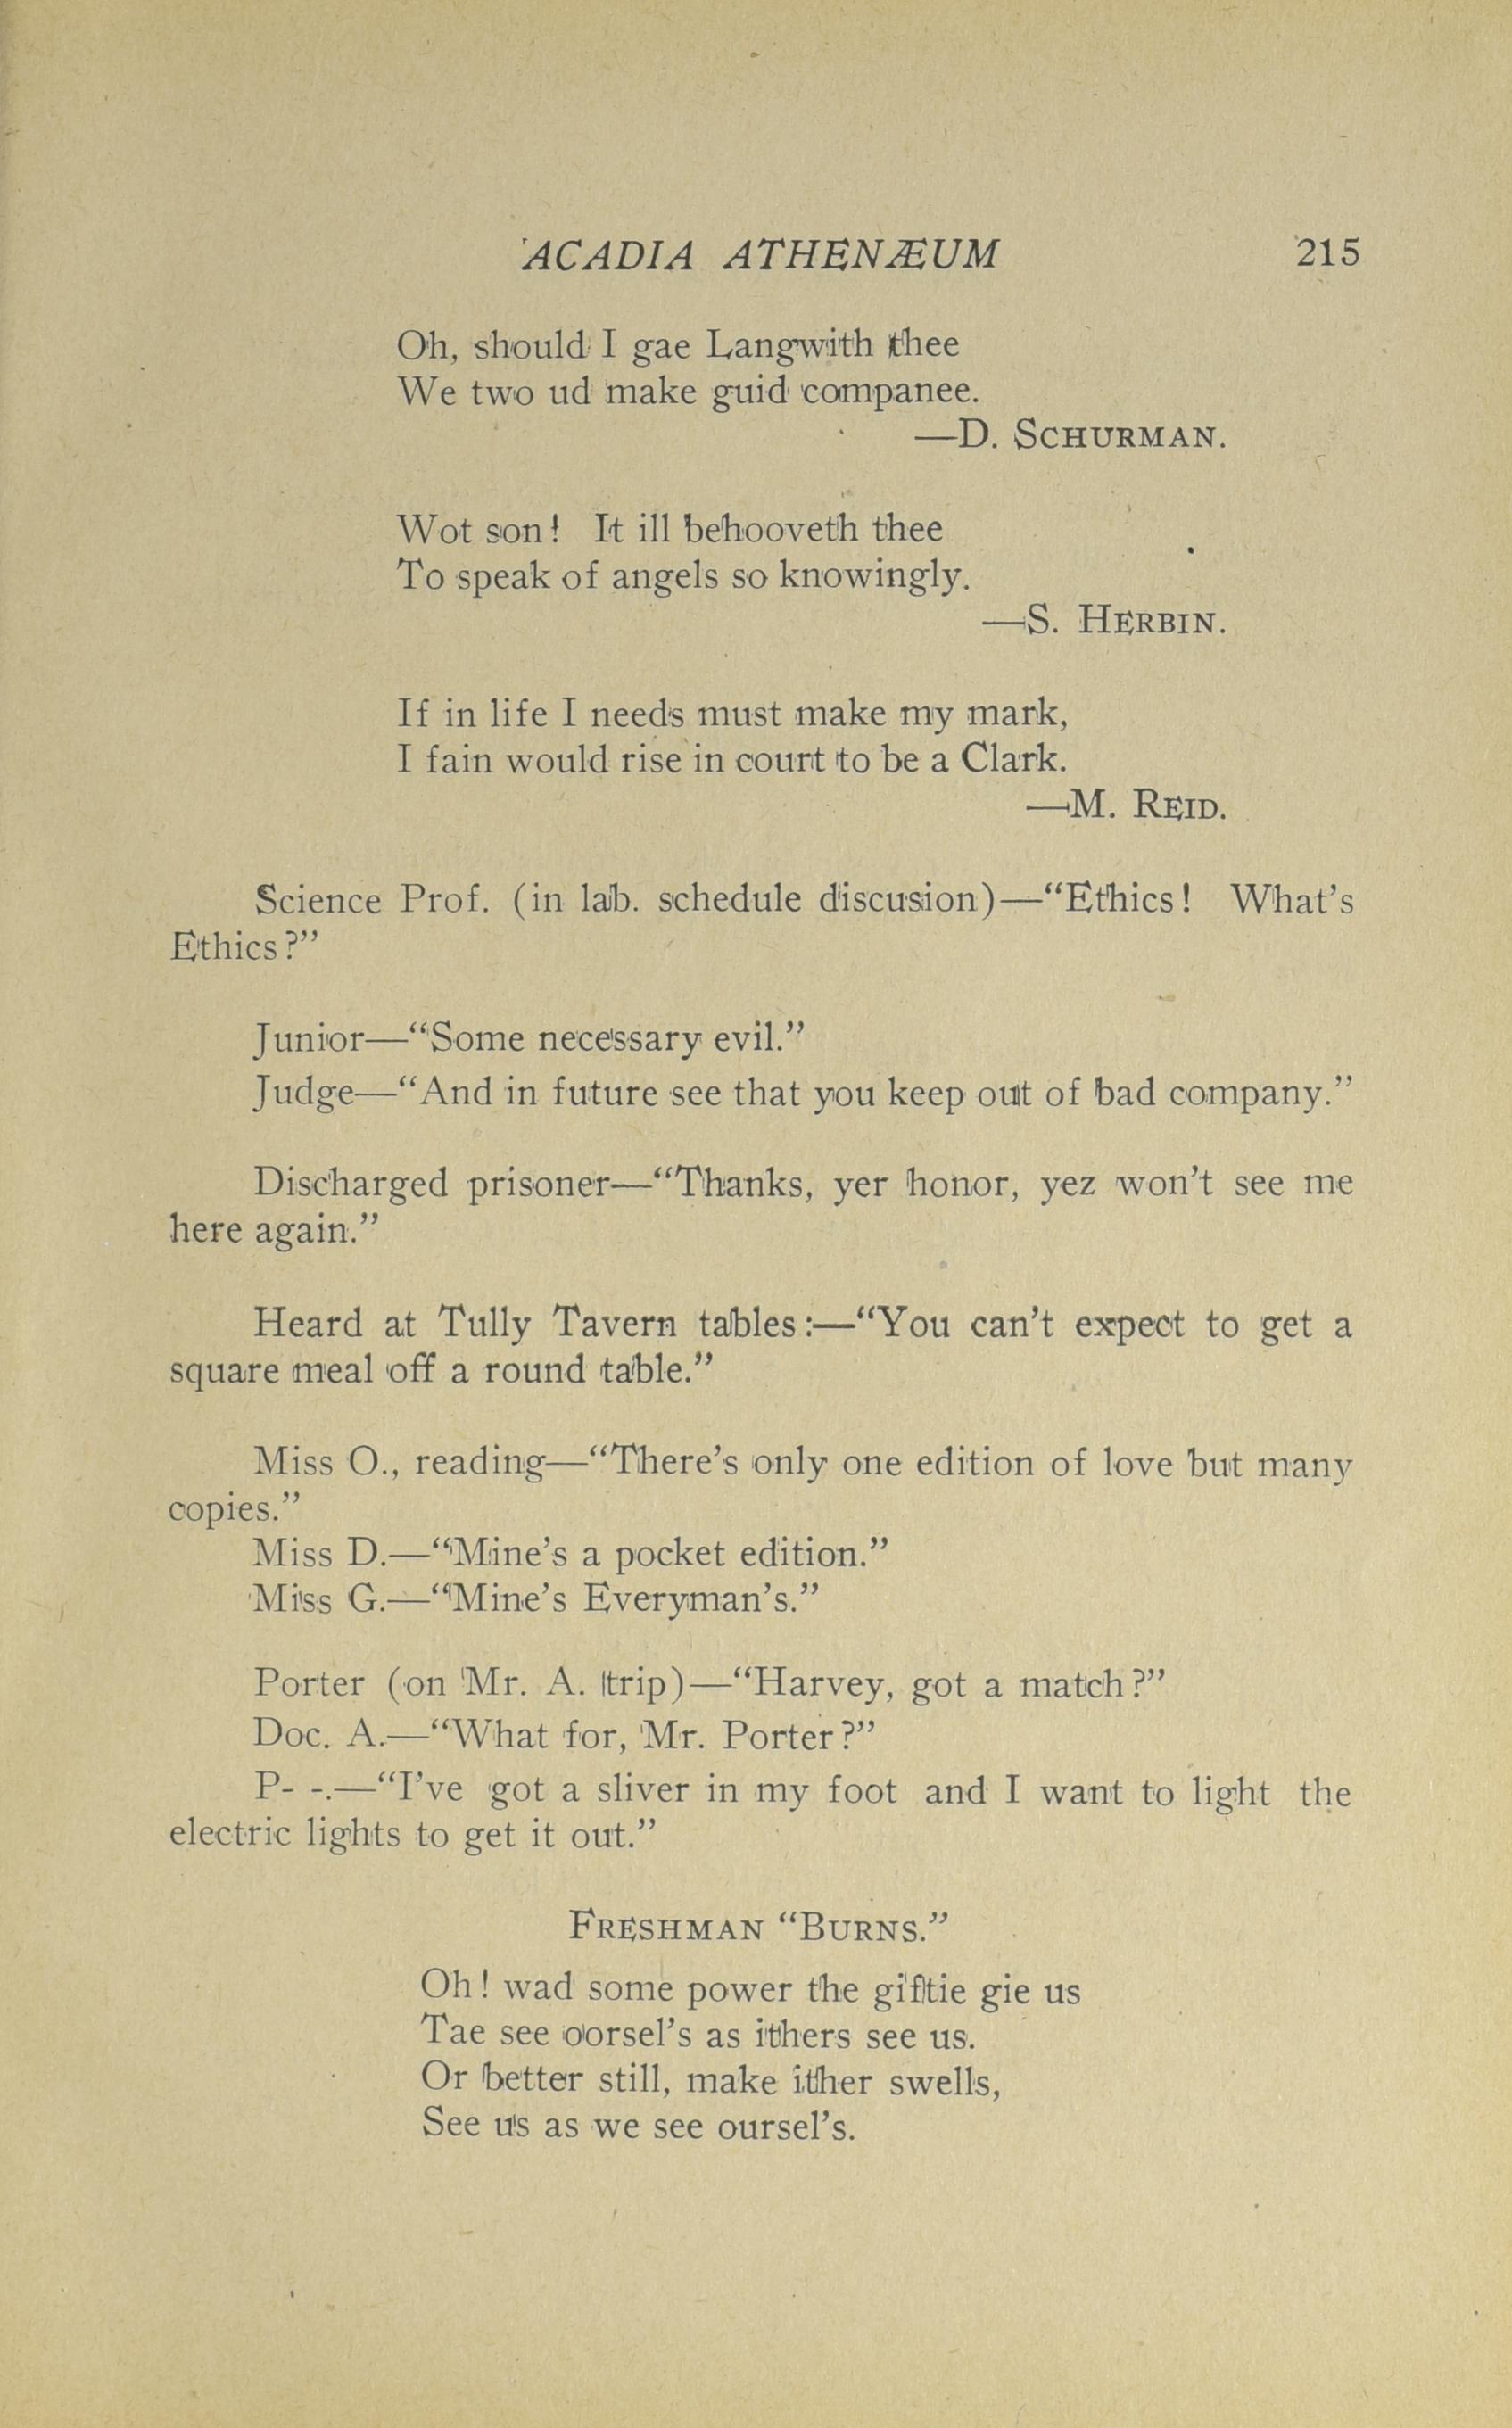 ACADIA ATHENÆUM 215
Oh, should I gae Langwith thee
We two ud make guid companee.
—D. SCHURMAN.
Wot son! It ill behooveth thee
To speak of angels so knowingly.
—S. HERBIN.
If in life I needs must make my mark,
I fain would rise in court to be a Clark.
—M. REID.
Science Prof. (in lab. schedule discusion)—“Ethics! What’s
Ethics?”
Junior—“Some necessary evil.”
Judge—“And in future see that you keep out of bad company.”
Discharged prisoner—“Thanks, yer honor, yez won’t see me
here again.”
Heard at Tully Tavern tables:—“You can’t expect to get a
square meal off a round table.”
Miss O., reading—“There’s only one edition of love but many
copies.”
Miss D.—“Mine’s a pocket edition.”
Miss G.—“Mine’s Everyman’s.”
Porter (on Mr. A. trip)—“Harvey, got a match?”
Doc. A.—“What for, Mr. Porter?”
P- -.—“I’ve got a sliver in my foot and I want to light the
electric lights to get it out.”
FRESHMAN “BURNS.”
Oh! wad some power the giftie gie us
Tae see oorsel’s as ithers see us.
Or better still, make ither swells,
See us as we see oursel’s.